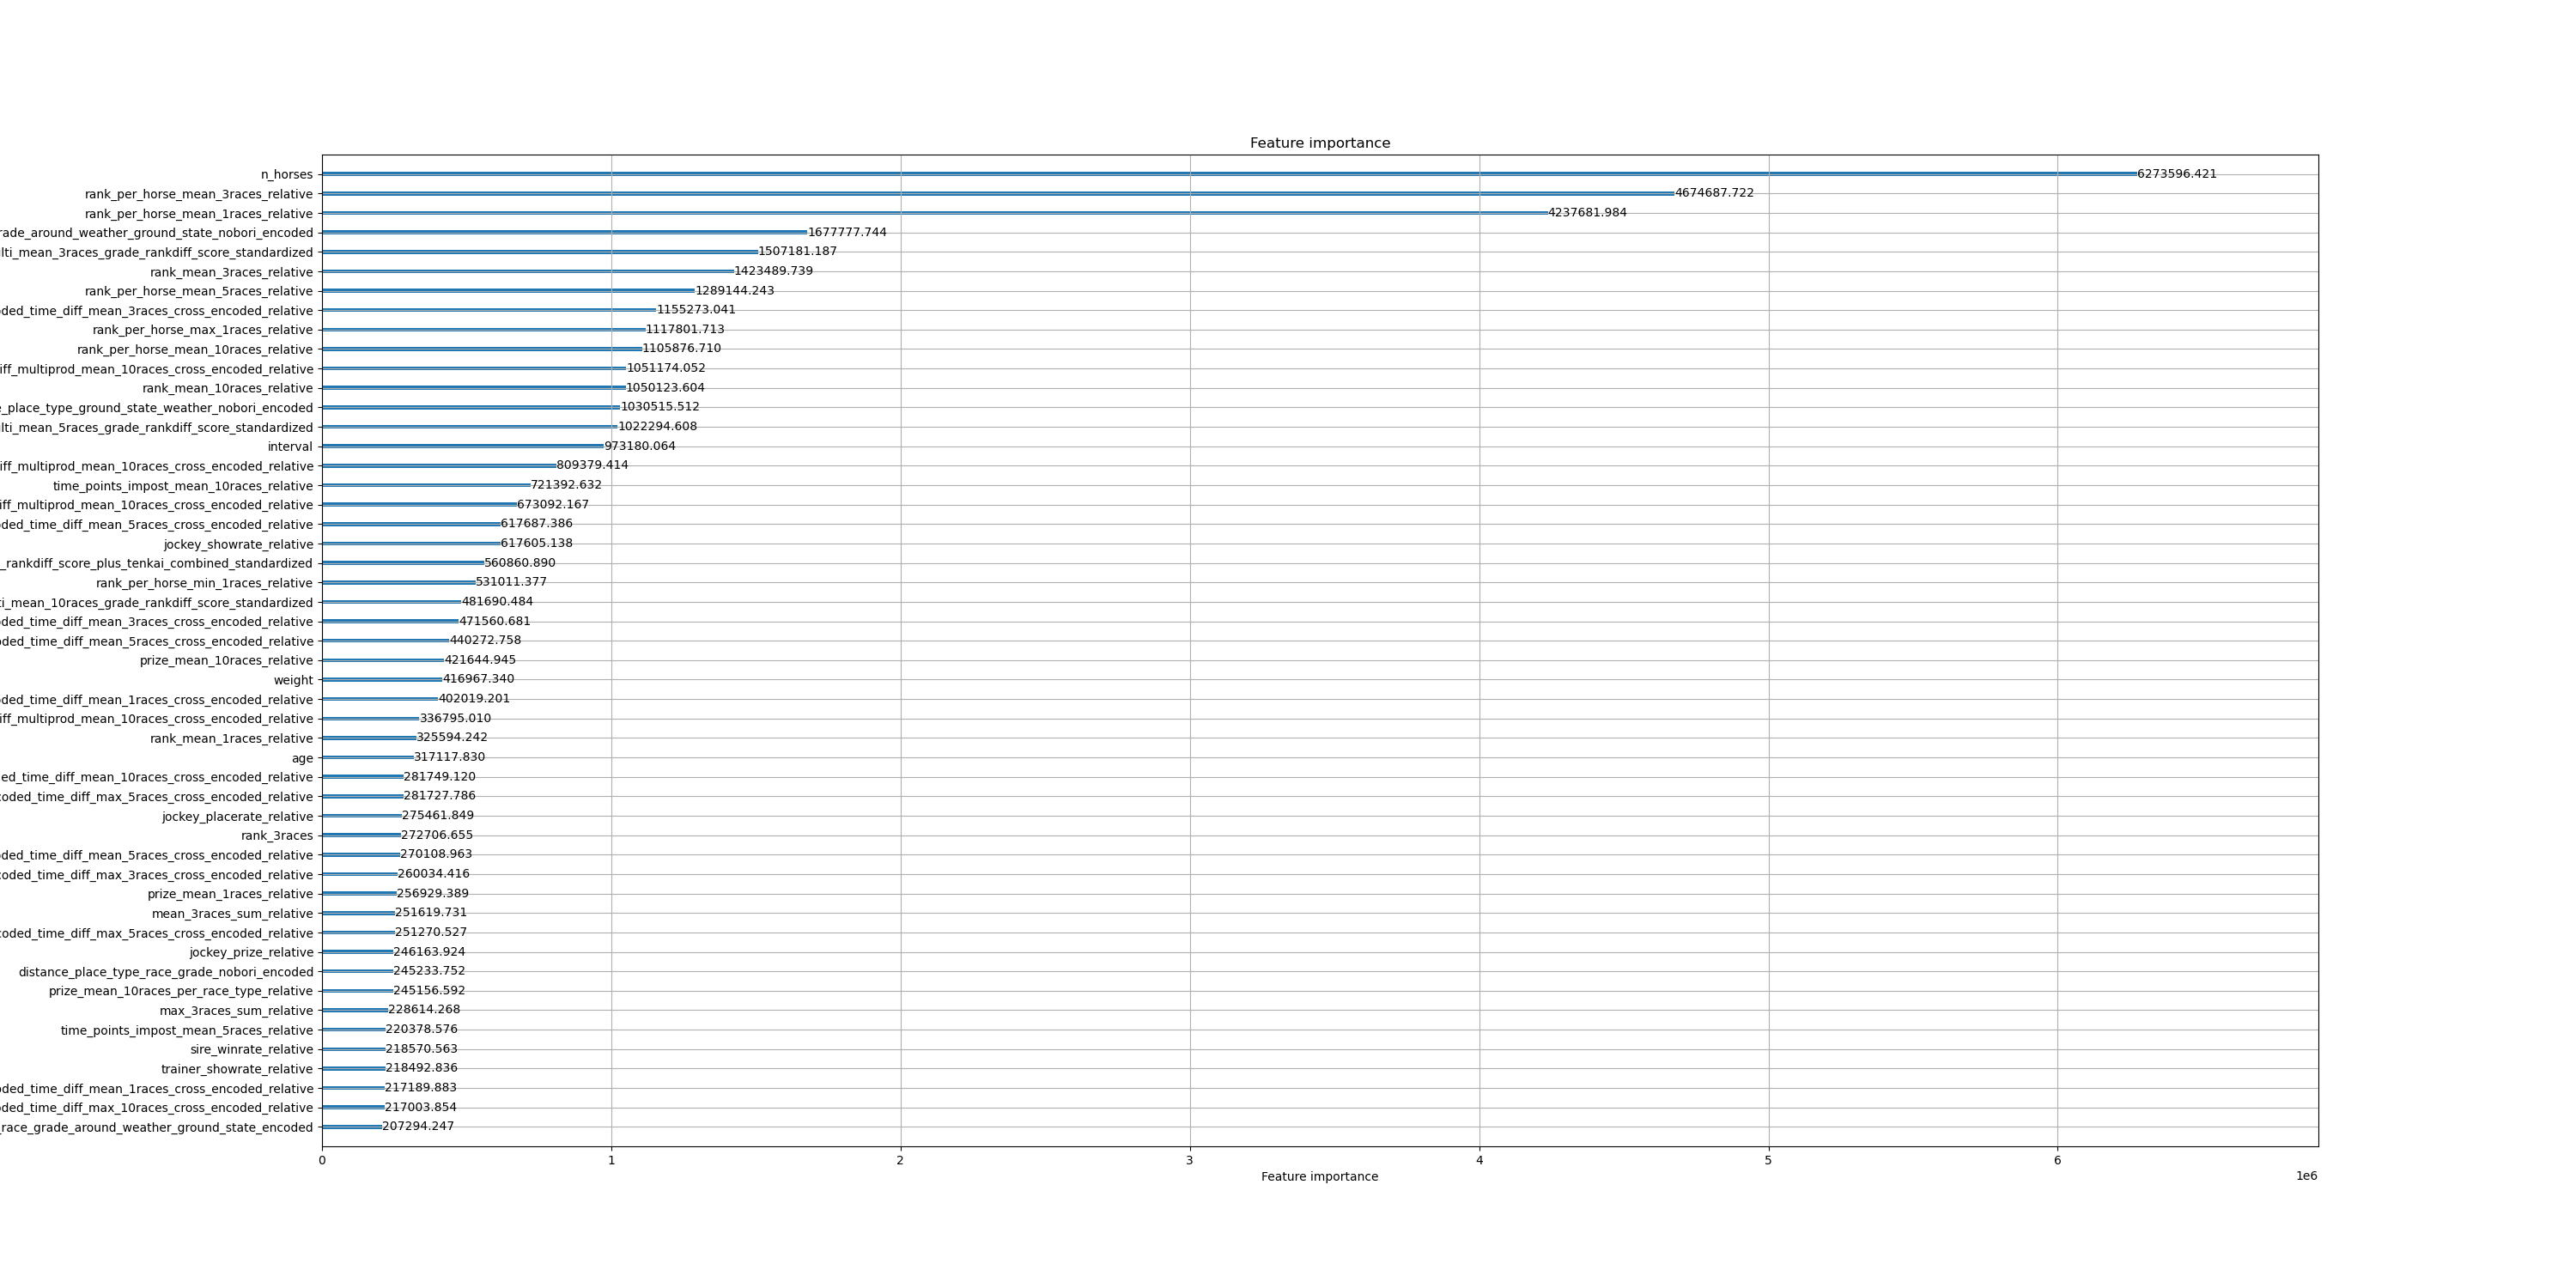 Feature importance
n_horses 6273596.421
rank_per_horse_mean_3races_relative 4674687.722
rank_per_horse_mean_1races_relative 4237681.984
rade_around_weather_ground_state_nobori_encoded 1677777.744
lti_mean_3races_grade_rankdiff_score_standardized 1507181.187
rank_mean_3races_relative 1423489.739
rank_per_horse_mean_5races_relative 1289144.243
ded_time_diff_mean_3races_cross_encoded_relative 1155273.041
rank_per_horse_max_1races_relative 1117801.713
rank_per_horse_mean_10races_relative 1105876.710
iff_multiprod_mean_10races_cross_encoded_relative 1051174.052
rank_mean_10races_relative 1050123.604
_place_type_ground_state_weather_nobori_encoded 1030515.512
lti_mean_5races_grade_rankdiff_score_standardized 1022294.608
interval 973180.064
iff_multiprod_mean_10races_cross_encoded_relative 809379.414
time_points_impost_mean_10races_relative 721392.632
iff_multiprod_mean_10races_cross_encoded_relative 673092.167
ded_time_diff_mean_5races_cross_encoded_relative 617687.386
jockey_showrate_relative 617605.138
_rankdiff_score_plus_tenkai_combined_standardized 560860.890
rank_per_horse_min_1races_relative 531011.377
ti_mean_10races_grade_rankdiff_score_standardized 481690.484
ded_time_diff_mean_3races_cross_encoded_relative 471560.681
ded_time_diff_mean_5races_cross_encoded_relative 440272.758
prize_mean_10races_relative 421644.945
weight 416967.340
ded_time_diff_mean_1races_cross_encoded_relative 402019.201
iff_multiprod_mean_10races_cross_encoded_relative 336795.010
rank_mean_1races_relative 325594.242
age 317117.830
ed_time_diff_mean_10races_cross_encoded_relative 281749.120
coded_time_diff_max_5races_cross_encoded_relative 281727.786
jockey_placerate_relative 275461.849
rank_3races 272706.655
ded_time_diff_mean_5races_cross_encoded_relative 270108.963
coded_time_diff_max_3races_cross_encoded_relative 260034.416
prize_mean_1races_relative 256929.389
mean_3races_sum_relative 251619.731
coded_time_diff_max_5races_cross_encoded_relative 251270.527
jockey_prize_relative 246163.924
distance_place_type_race_grade_nobori_encoded 245233.752
prize_mean_10races_per_race_type_relative 245156.592
max_3races_sum_relative 228614.268
time_points_impost_mean_5races_relative 220378.576
sire_winrate_relative 218570.563
trainer_showrate_relative 218492.836
ded_time_diff_mean_1races_cross_encoded_relative 217189.883
ded_time_diff_max_10races_cross_encoded_relative 217003.854
_race_grade_around_weather_ground_state_encoded 207294.247
0 1 2 3 4 5 6
1e6
Feature importance